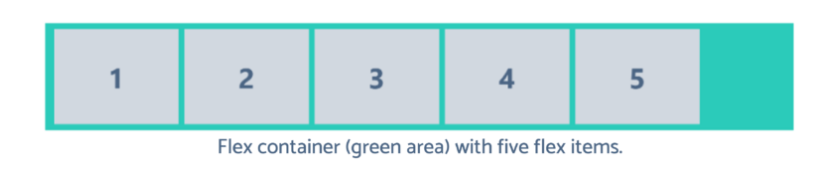 1 2 3 4 5
Flex container (green area) with five flex items.